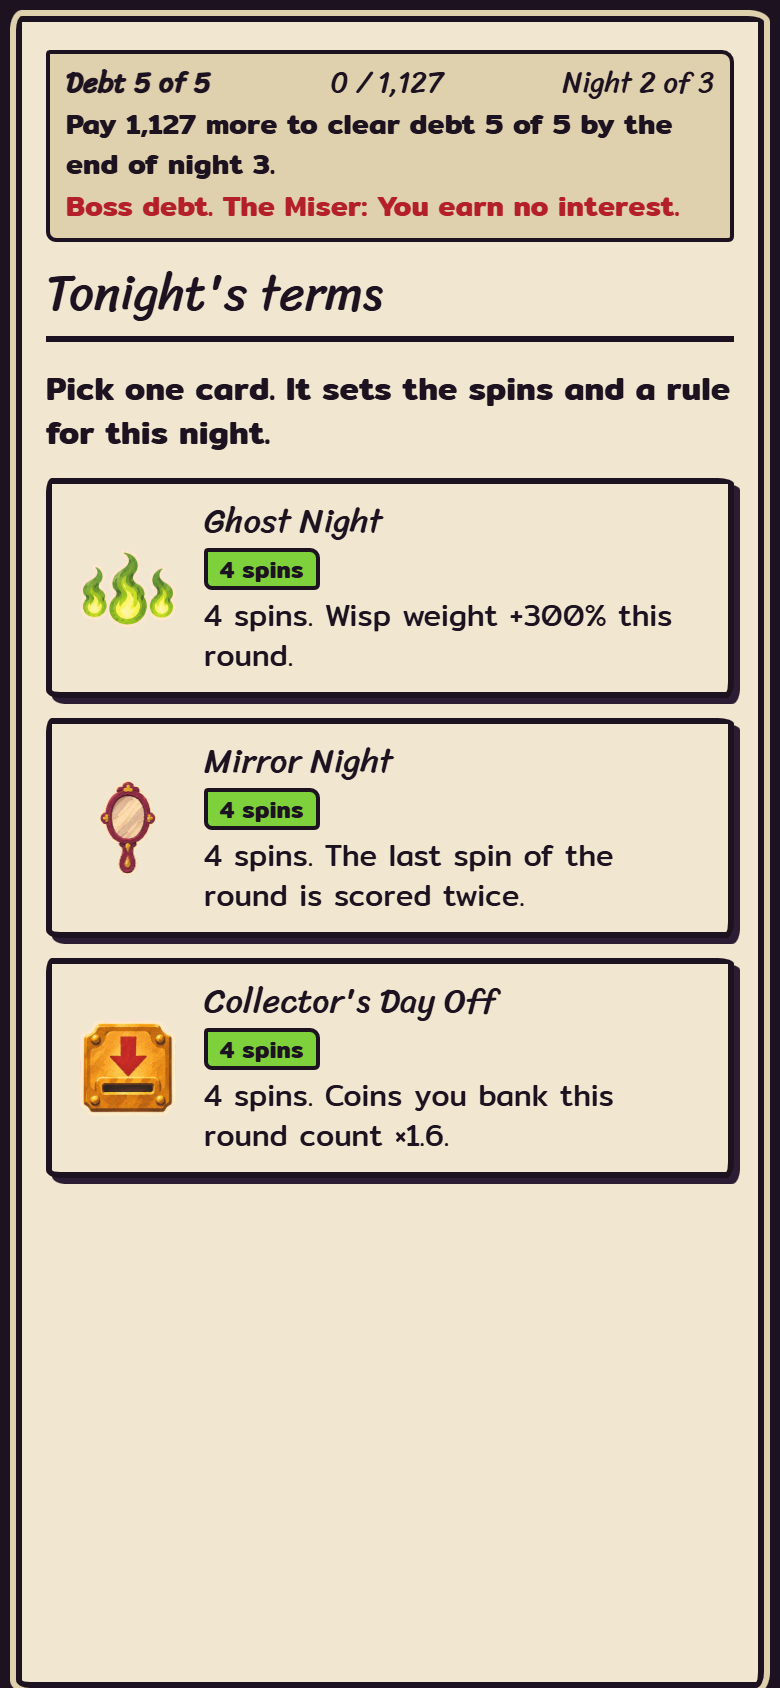 Debt 5 of 5 0 / 1,127 Night 2 of 3
Pay 1,127 more to clear debt 5 of 5 by the
end of night 3.
Boss debt. The Miser: You earn no interest.
Tonight's terms
Pick one card. It sets the spins and a rule
for this night.
Ghost Night
4 spins
4 spins. Wisp weight +300% this
round.
Mirror Night
4 spins
4 spins. The last spin of the
round is scored twice.
Collector's Day Off
4 spins
4 spins. Coins you bank this
round count ×1.6.